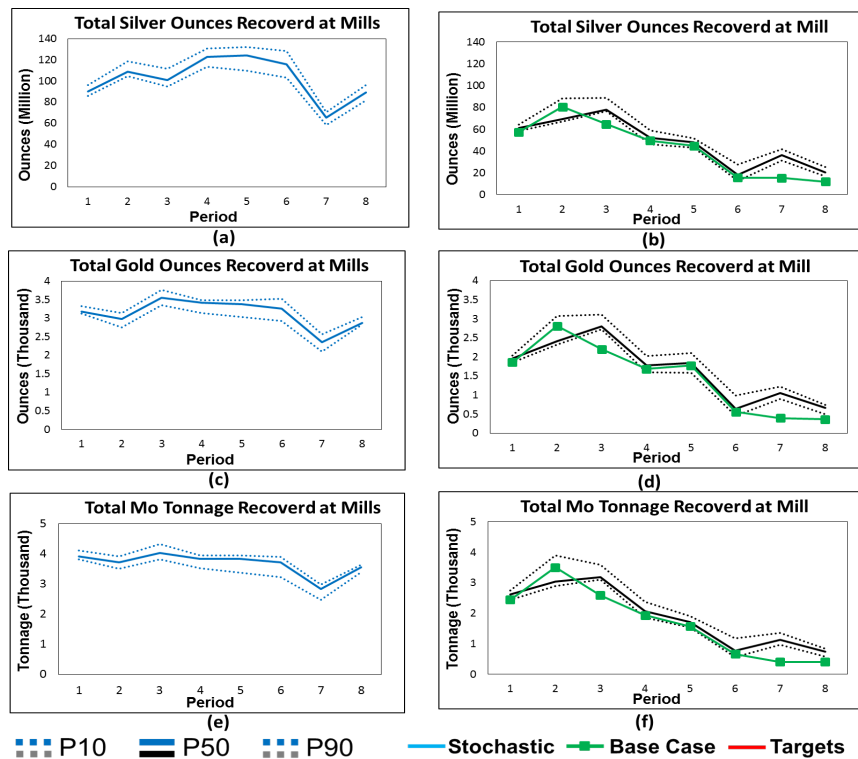 Total Silver Ounces Recoverd at Mills
Ounces (Million)
140
120
100
80
60
40
20
0
1 2 3 4 5 6 7 8
Period
(a)
Total Silver Ounces Recoverd at Mill
Ounces (Million)
140
120
100
80
60
40
20
0
1 2 3 4 5 6 7 8
Period
(b)
Total Gold Ounces Recoverd at Mills
Ounces (Thousand)
4
3.5
3
2.5
2
1.5
1
0.5
0
1 2 3 4 5 6 7 8
Period
(c)
Total Gold Ounces Recoverd at Mill
Ounces (Thousand)
4
3.5
3
2.5
2
1.5
1
0.5
0
1 2 3 4 5 6 7 8
Period
(d)
Total Mo Tonnage Recoverd at Mills
Tonnage (Thousand)
5
4
3
2
1
0
1 2 3 4 5 6 7 8
Period
(e)
Total Mo Tonnage Recoverd at Mill
Tonnage (Thousand)
5
4
3
2
1
0
1 2 3 4 5 6 7 8
Period
(f)
P10 P50 P90 Stochastic Base Case Targets